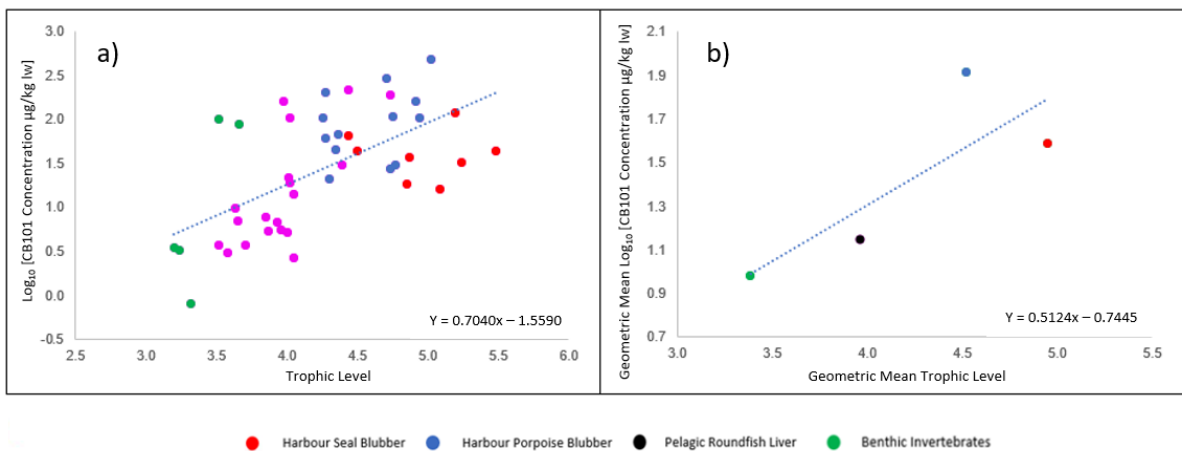 a)
Log₁₀ [CB101 Concentration µg/kg lw]
3.0
2.5
2.0
1.5
1.0
0.5
0.0
-0.5
2.5 3.0 3.5 4.0 4.5 5.0 5.5 6.0
Y = 0.7040x – 1.5590
Trophic Level
b)
Geometric Mean Log₁₀ [CB101 Concentration µg/kg lw]
2.1
1.9
1.7
1.5
1.3
1.1
0.9
0.7
3.0 3.5 4.0 4.5 5.0 5.5
Y = 0.5124x – 0.7445
Geometric Mean Trophic Level
Harbour Seal Blubber Harbour Porpoise Blubber Pelagic Roundfish Liver Benthic Invertebrates